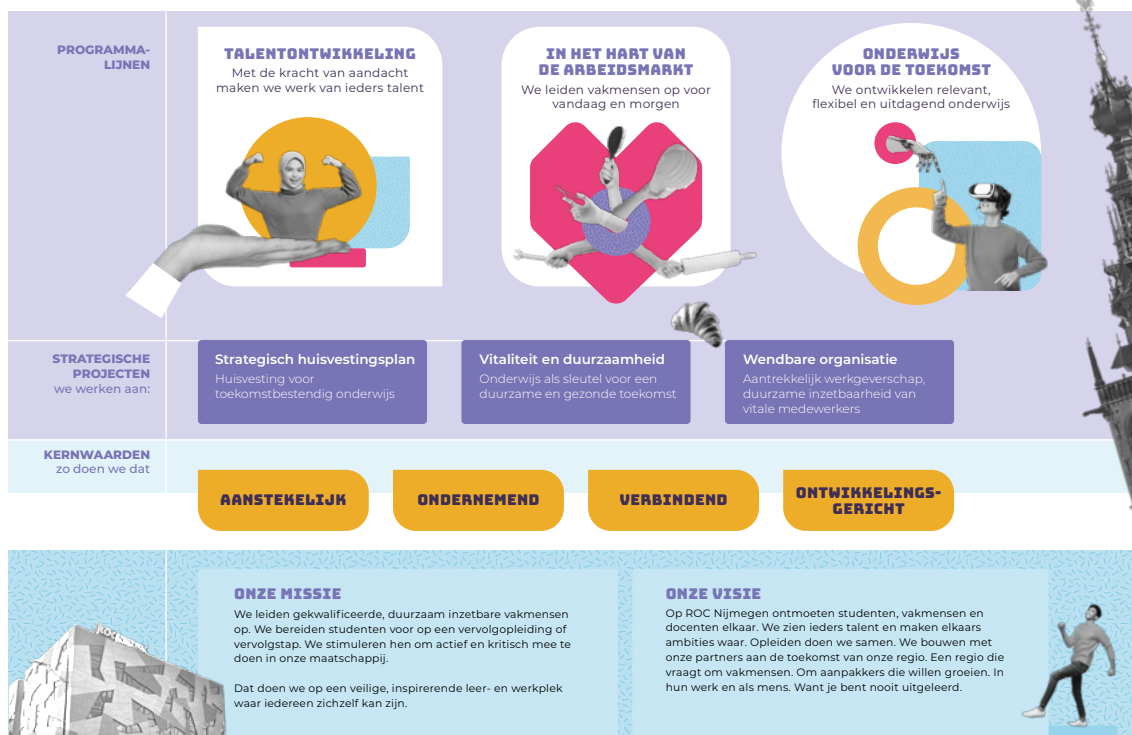 PROGRAMMA-
LIJNEN
TALENTONTWIKKELING
Met de kracht van aandacht
maken we werk van ieders talent
IN HET HART VAN
DE ARBEIDSMARKT
We leiden vakmensen op voor
vandaag en morgen
ONDERWIJS
VOOR DE TOEKOMST
We ontwikkelen relevant,
flexibel en uitdagend onderwijs
STRATEGISCHE
PROJECTEN
we werken aan:
Strategisch huisvestingsplan
Huisvesting voor
toekomstbestendig onderwijs
Vitaliteit en duurzaamheid
Onderwijs als sleutel voor een
duurzame en gezonde toekomst
Wendbare organisatie
Aantrekkelijk werkgeverschap,
duurzame inzetbaarheid van
vitale medewerkers
KERNWAARDEN
zo doen we dat
AANSTEKELIJK
ONDERNEMEND
VERBINDEND
ONTWIKKELINGS-
GERICHT
ONZE MISSIE
We leiden gekwalificeerde, duurzaam inzetbare vakmensen
op. We bereiden studenten voor op een vervolgopleiding of
vervolgstap. We stimuleren hen om actief en kritisch mee te
doen in onze maatschappij.
Dat doen we op een veilige, inspirerende leer- en werkplek
waar iedereen zichzelf kan zijn.
ONZE VISIE
Op ROC Nijmegen ontmoeten studenten, vakmensen en
docenten elkaar. We zien ieders talent en maken elkaars
ambities waar. Opleiden doen we samen. We bouwen met
onze partners aan de toekomst van onze regio. Een regio die
vraagt om vakmensen. Om aanpakkers die willen groeien. In
hun werk en als mens. Want je bent nooit uitgeleerd.
ROC